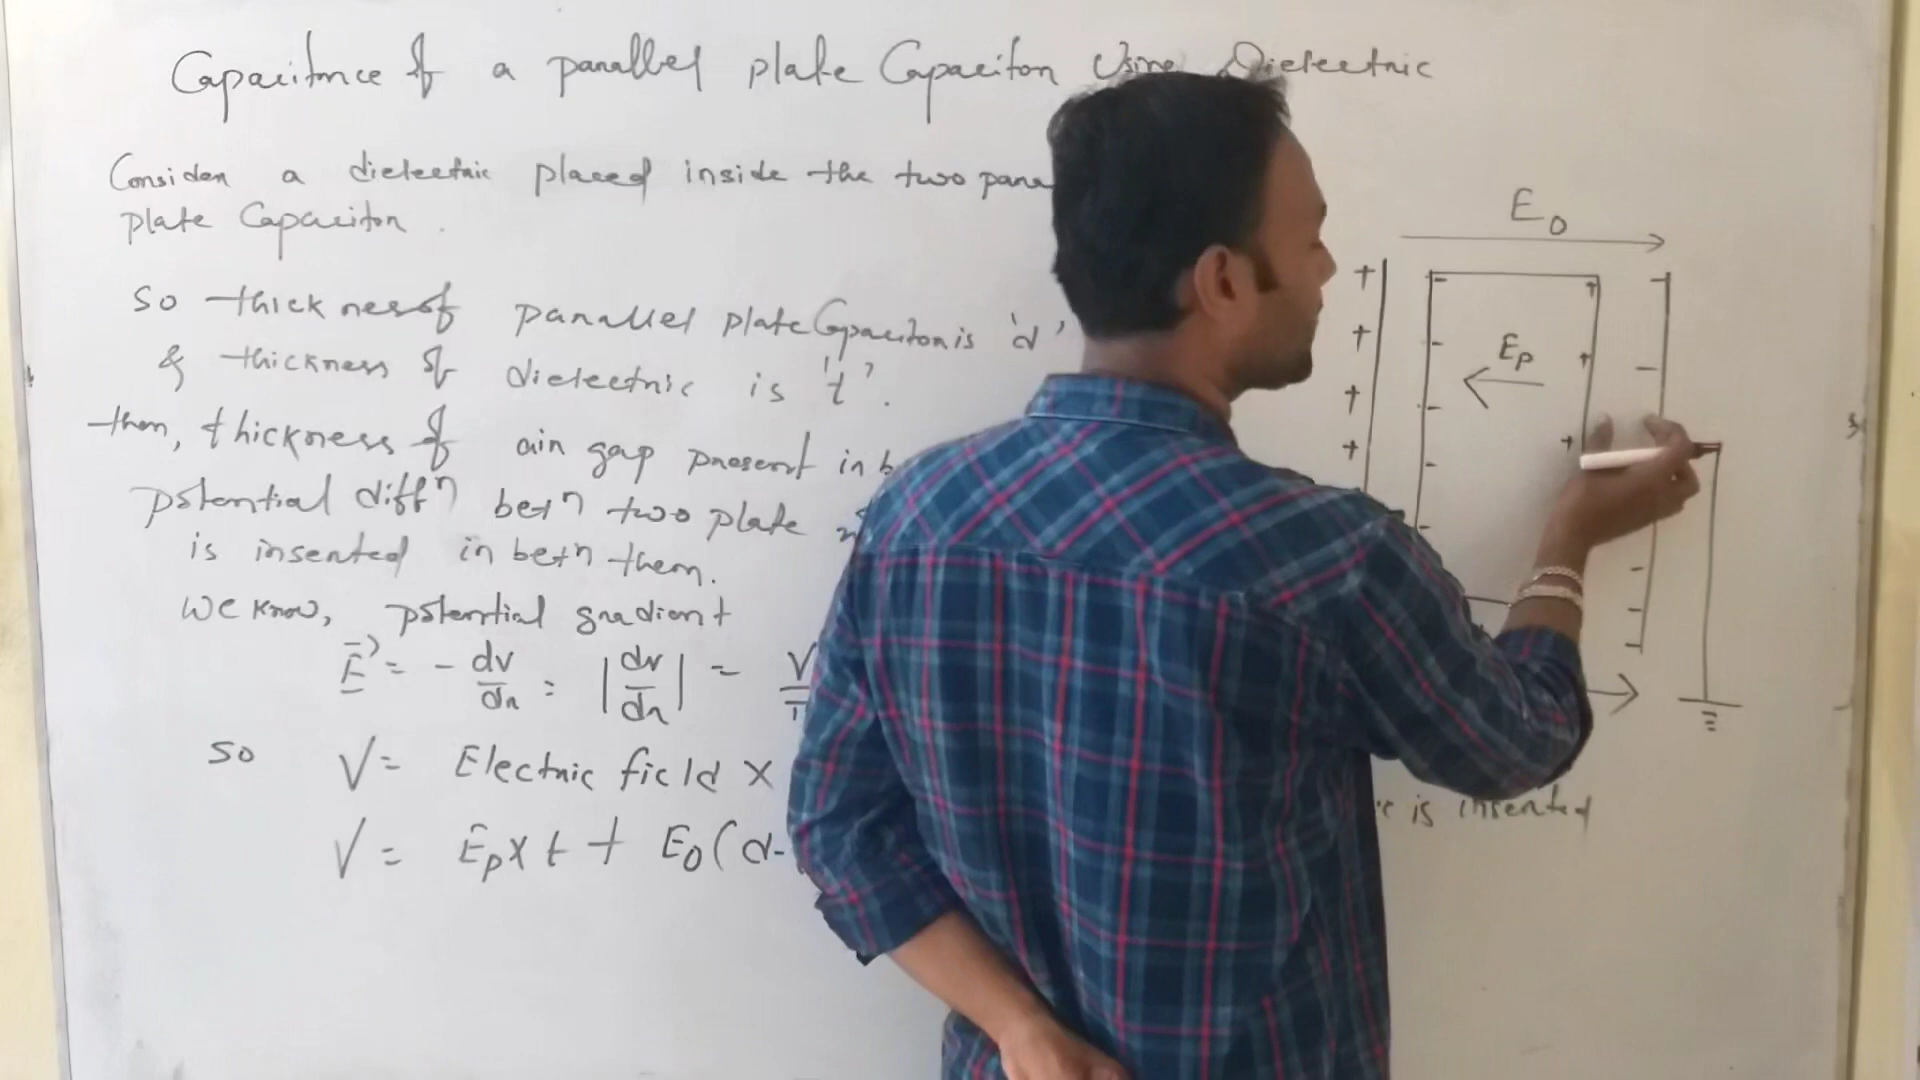 Capacitance of a parallel plate Capacitor Using Dielectric
Consider a dielectric placed inside the two para
plate Capacitor.
So thickness of parallel plate Capacitor is 'd'
& thickness of dielectric is 't'.
then, thickness of air gap present in b
potential diffn betn two plate
is inserted in betn them.
We know, potential gradient
E = - dv/dr = |dv/dr| = V
So V = Electric field ×
V = Ep × t + E0 (d-
E0
+ - + -
+ - + -
Ep
+ -
+ - +
-
-
-
-
is inserted